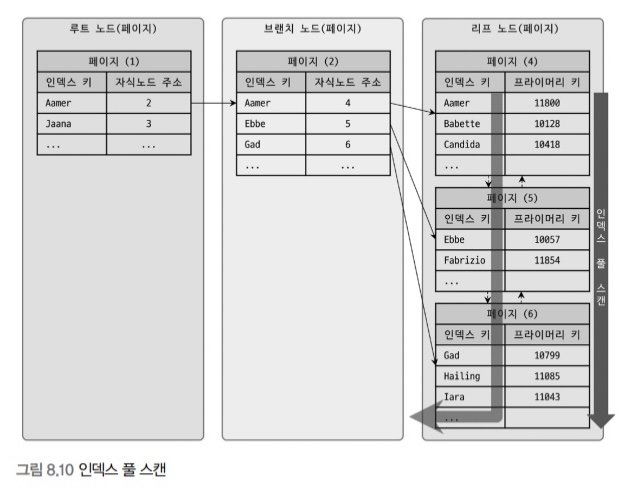 루트 노드(페이지)
페이지 (1)
인덱스 키 자식노드 주소
Aamer 2
Jaana 3
... ...
브랜치 노드(페이지)
페이지 (2)
인덱스 키 자식노드 주소
Aamer 4
Ebbe 5
Gad 6
... ...
리프 노드(페이지)
페이지 (4)
인덱스 키 프라이머리 키
Aamer 11800
Babette 10128
Candida 10418
...
페이지 (5)
인덱스 키 프라이머리 키
Ebbe 10057
Fabrizio 11854
...
페이지 (6)
인덱스 키 프라이머리 키
Gad 10799
Hailing 11085
Iara 11043
...
인덱스 풀 스캔
그림 8.10 인덱스 풀 스캔